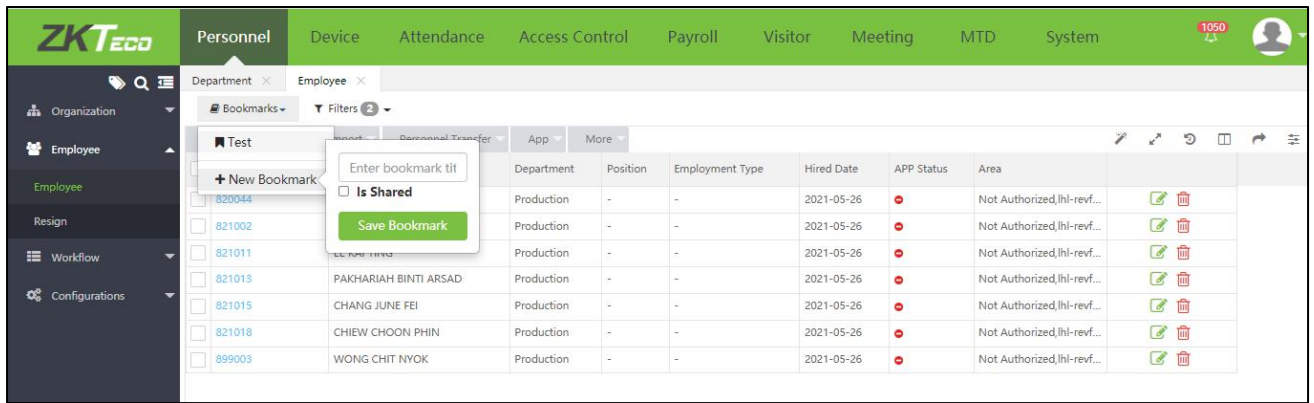 ZKTECO Personnel Device Attendance Access Control Payroll Visitor Meeting MTD System 1050
Department Employee
Organization Bookmarks Filters 2
Test Personnel Transfer App More
Employee
Enter bookmark tit Department Position Employment Type Hired Date APP Status Area
+ New Bookmark
Is Shared
Employee 820044 Production - - 2021-05-26 Not Authorized,lhl-revf...
Resign 821002 Save Bookmark Production - - 2021-05-26 Not Authorized,lhl-revf...
Workflow 821011 Production - - 2021-05-26 Not Authorized,lhl-revf...
821013 PAKHARIAH BINTI ARSAD Production - - 2021-05-26 Not Authorized,lhl-revf...
Configurations 821015 CHANG JUNE FEI Production - - 2021-05-26 Not Authorized,lhl-revf...
821018 CHIEW CHOON PHIN Production - - 2021-05-26 Not Authorized,lhl-revf...
899003 WONG CHIT NYOK Production - - 2021-05-26 Not Authorized,lhl-revf...